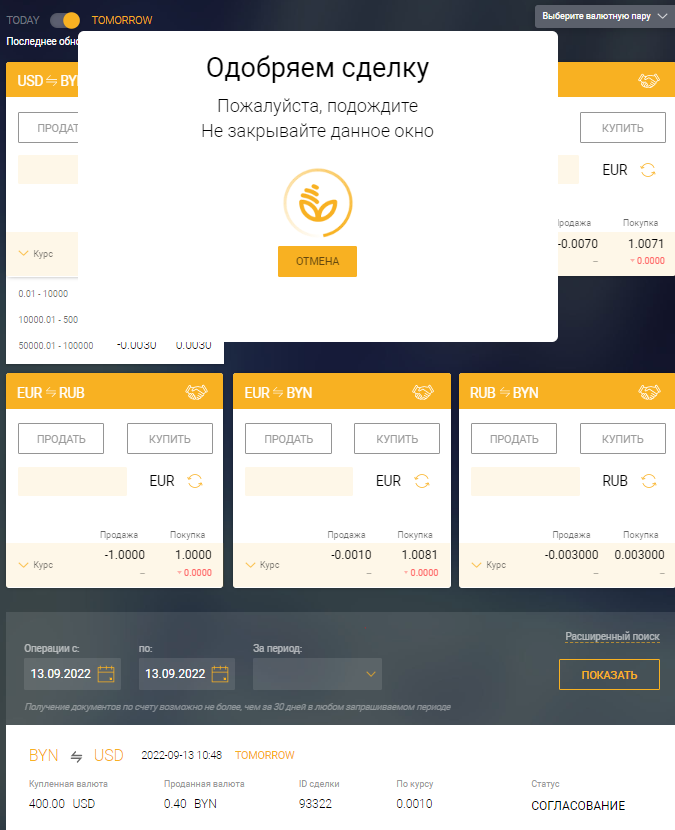 TODAY TOMORROW Выберите валютную пару
Последнее
Одобряем сделку
Пожалуйста, подождите
Не закрывайте данное окно
ОТМЕНА
USD BY
ПРОДАТ
Курс
0.01 - 10000
10000.01 - 500
50000.01 - 100000 -0.0030 0.0030
КУПИТЬ
EUR
Продажа Покупка
-0.0070 1.0071
– 0.0000
EUR RUB
ПРОДАТЬ КУПИТЬ
EUR
Продажа Покупка
Курс -1.0000 1.0000
– 0.0000
EUR BYN
ПРОДАТЬ КУПИТЬ
EUR
Продажа Покупка
Курс -0.0010 1.0081
– 0.0000
RUB BYN
ПРОДАТЬ КУПИТЬ
RUB
Продажа Покупка
Курс -0.003000 0.003000
– –
Расширенный поиск
Операции с: по: За период:
13.09.2022 13.09.2022 ПОКАЗАТЬ
Получение документов по счету возможно не более, чем за 30 дней в любом запрашиваемом периоде
BYN USD 2022-09-13 10:48 TOMORROW
Купленная валюта Проданная валюта ID сделки По курсу Статус
400.00 USD 0.40 BYN 93322 0.0010 СОГЛАСОВАНИЕ